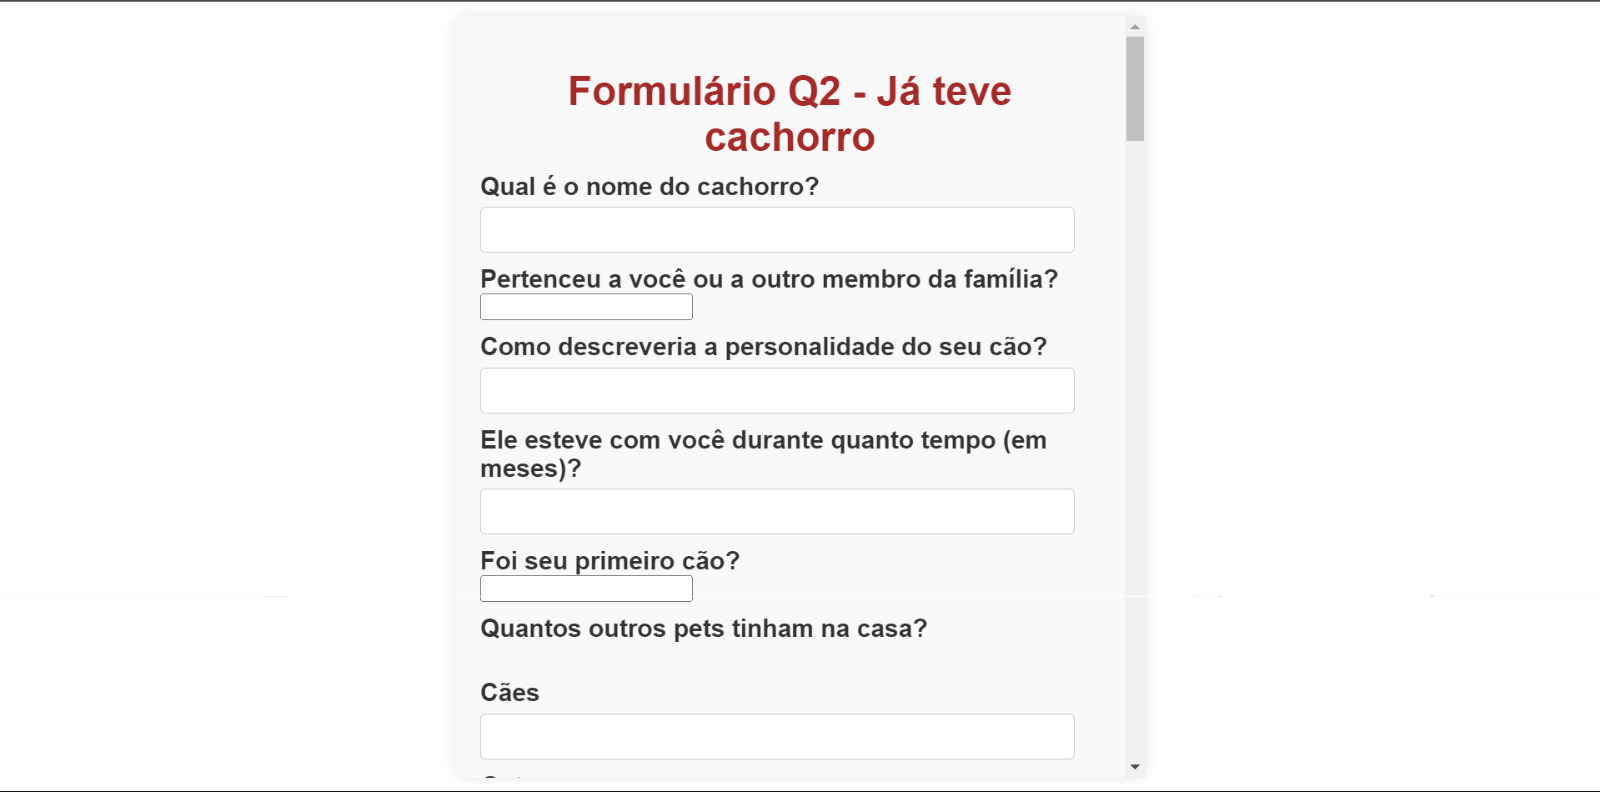 Formulário Q2 - Já teve
cachorro
Qual é o nome do cachorro?
Pertenceu a você ou a outro membro da família?
Como descreveria a personalidade do seu cão?
Ele esteve com você durante quanto tempo (em
meses)?
Foi seu primeiro cão?
Quantos outros pets tinham na casa?
Cães